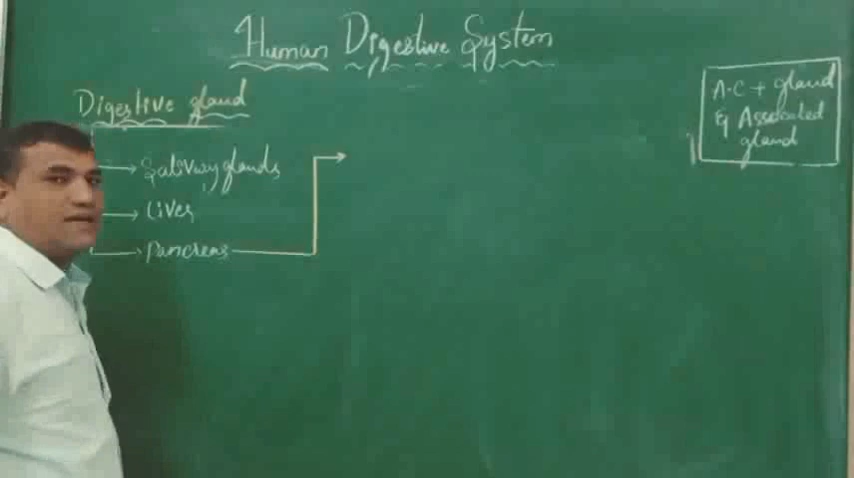 Human Digestive System
Digestive gland
Salivary glands
Liver
Pancreas
A.C + gland
& Associated
gland